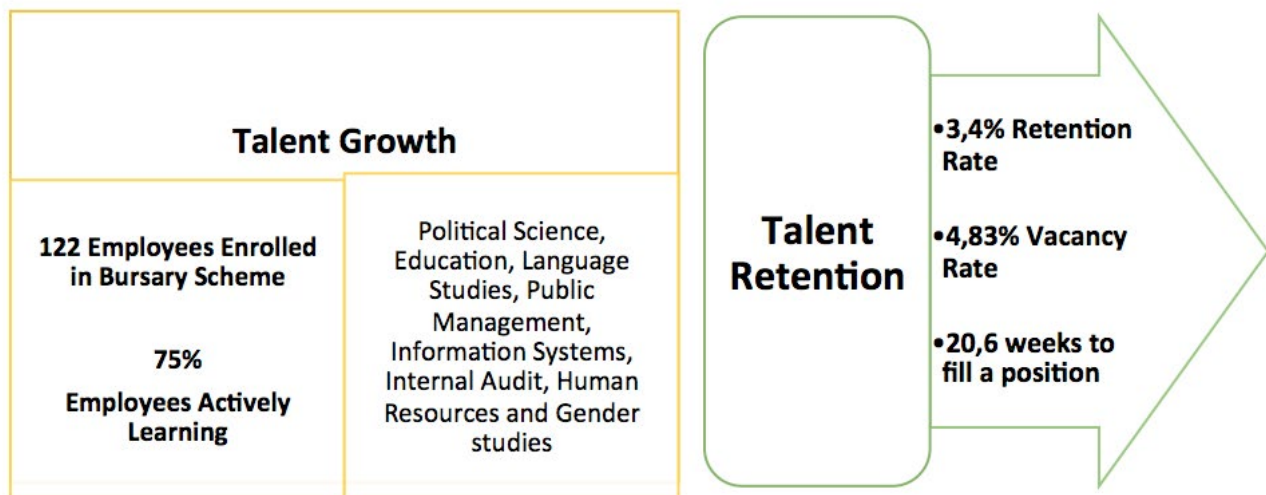 Talent Growth
122 Employees Enrolled
in Bursary Scheme
75%
Employees Actively
Learning
Political Science,
Education, Language
Studies, Public
Management,
Information Systems,
Internal Audit, Human
Resources and Gender
studies
Talent
Retention
•3,4% Retention
Rate
•4,83% Vacancy
Rate
•20,6 weeks to
fill a position